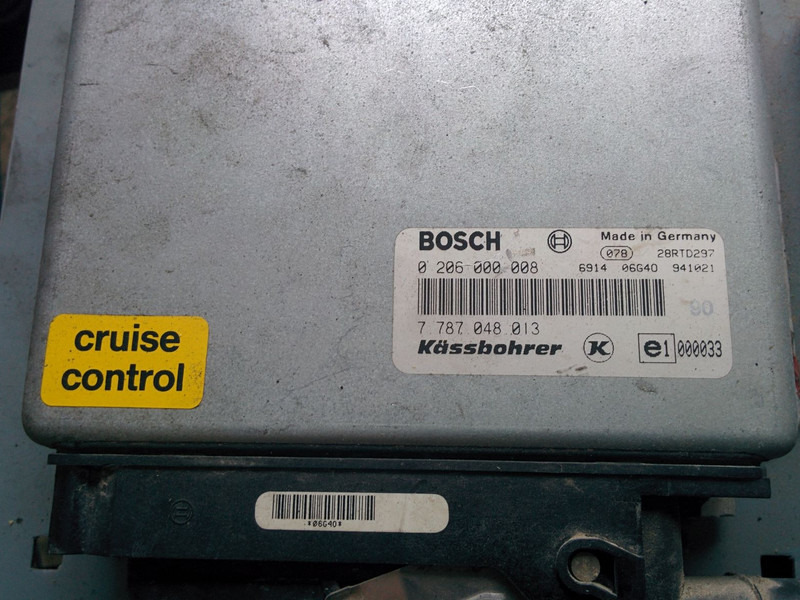 BOSCH Made in Germany
078 28RTD297
0 206 000 008 6914 06G40 941021
90
7 787 048 013
Kässbohrer K e1 000033
cruise
control
*06G40*